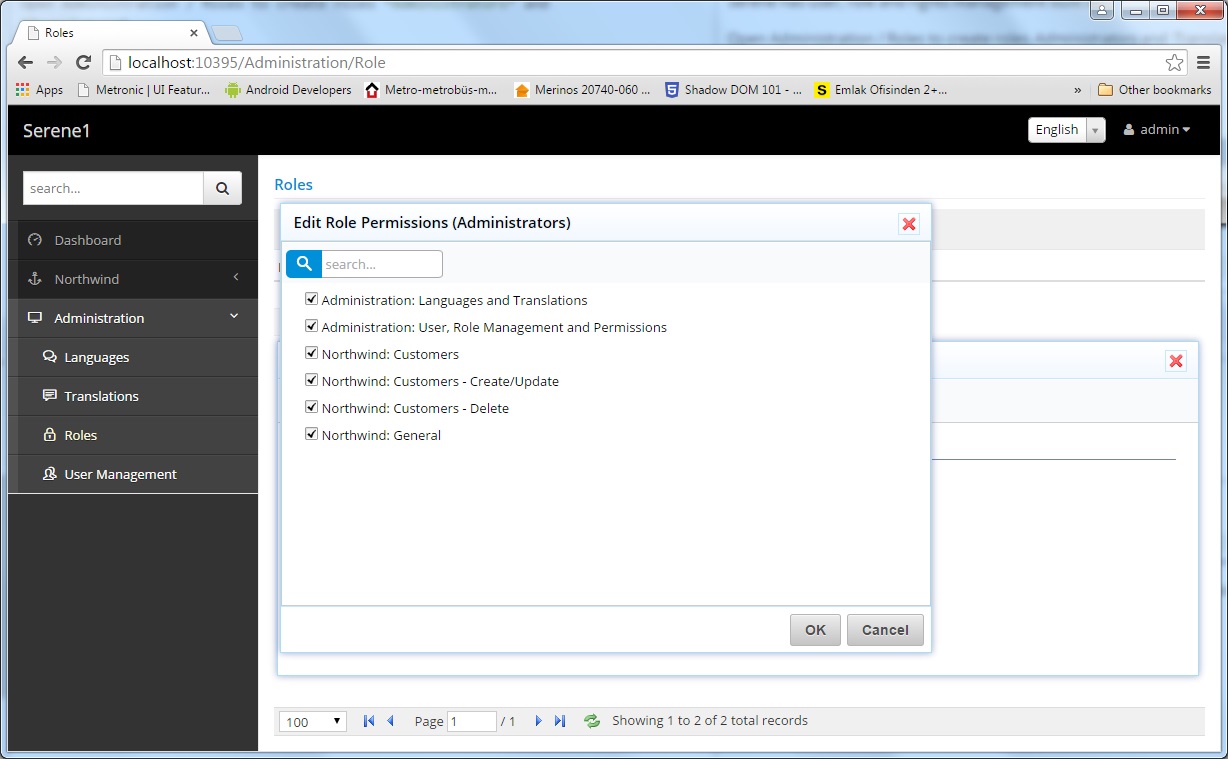 Roles
localhost:10395/Administration/Role
Apps
Metronic | UI Featur...
Android Developers
Metro-metrobüs-m...
Merinos 20740-060 ...
Shadow DOM 101 - ...
Emlak Ofisinden 2+...
»
Other bookmarks
Serene1
English
admin
search...
Roles
Dashboard
Northwind
Administration
Languages
Translations
Roles
User Management
Edit Role Permissions (Administrators)
search...
Administration: Languages and Translations
Administration: User, Role Management and Permissions
Northwind: Customers
Northwind: Customers - Create/Update
Northwind: Customers - Delete
Northwind: General
OK
Cancel
100
Page 1 / 1
Showing 1 to 2 of 2 total records